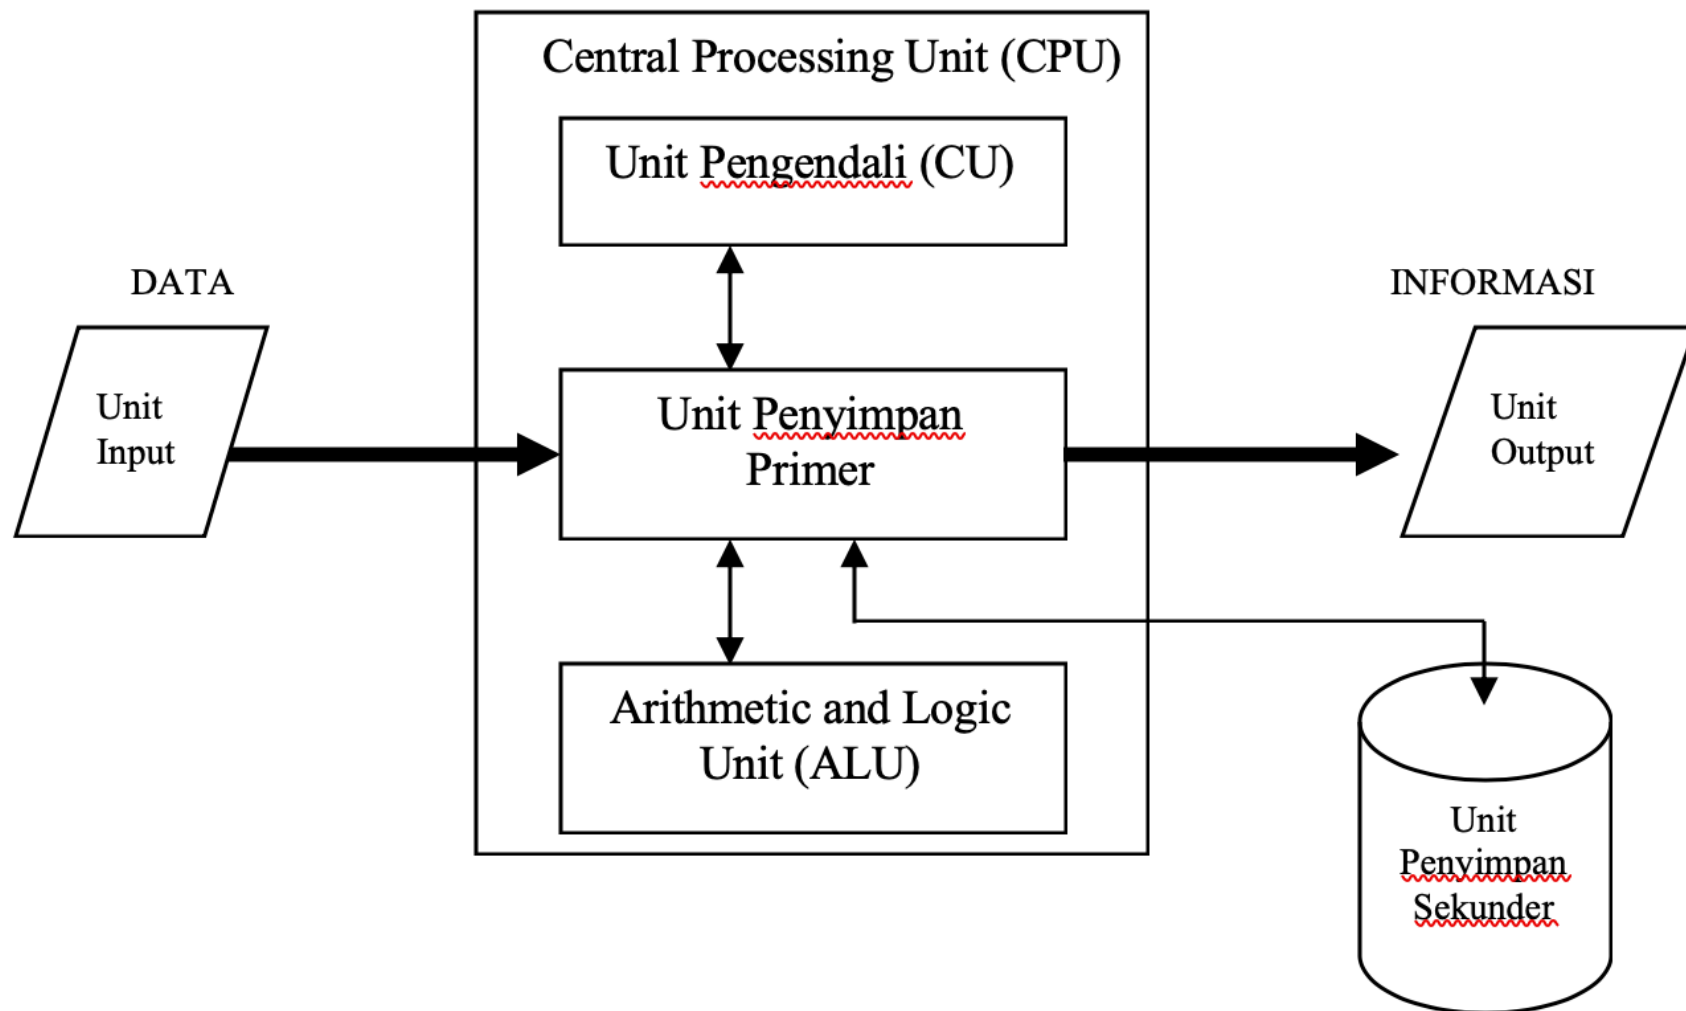 Central Processing Unit (CPU)
Unit Pengendali (CU)
DATA
INFORMASI
Unit
Input
Unit Penyimpan
Primer
Unit
Output
Arithmetic and Logic
Unit (ALU)
Unit
Penyimpan
Sekunder